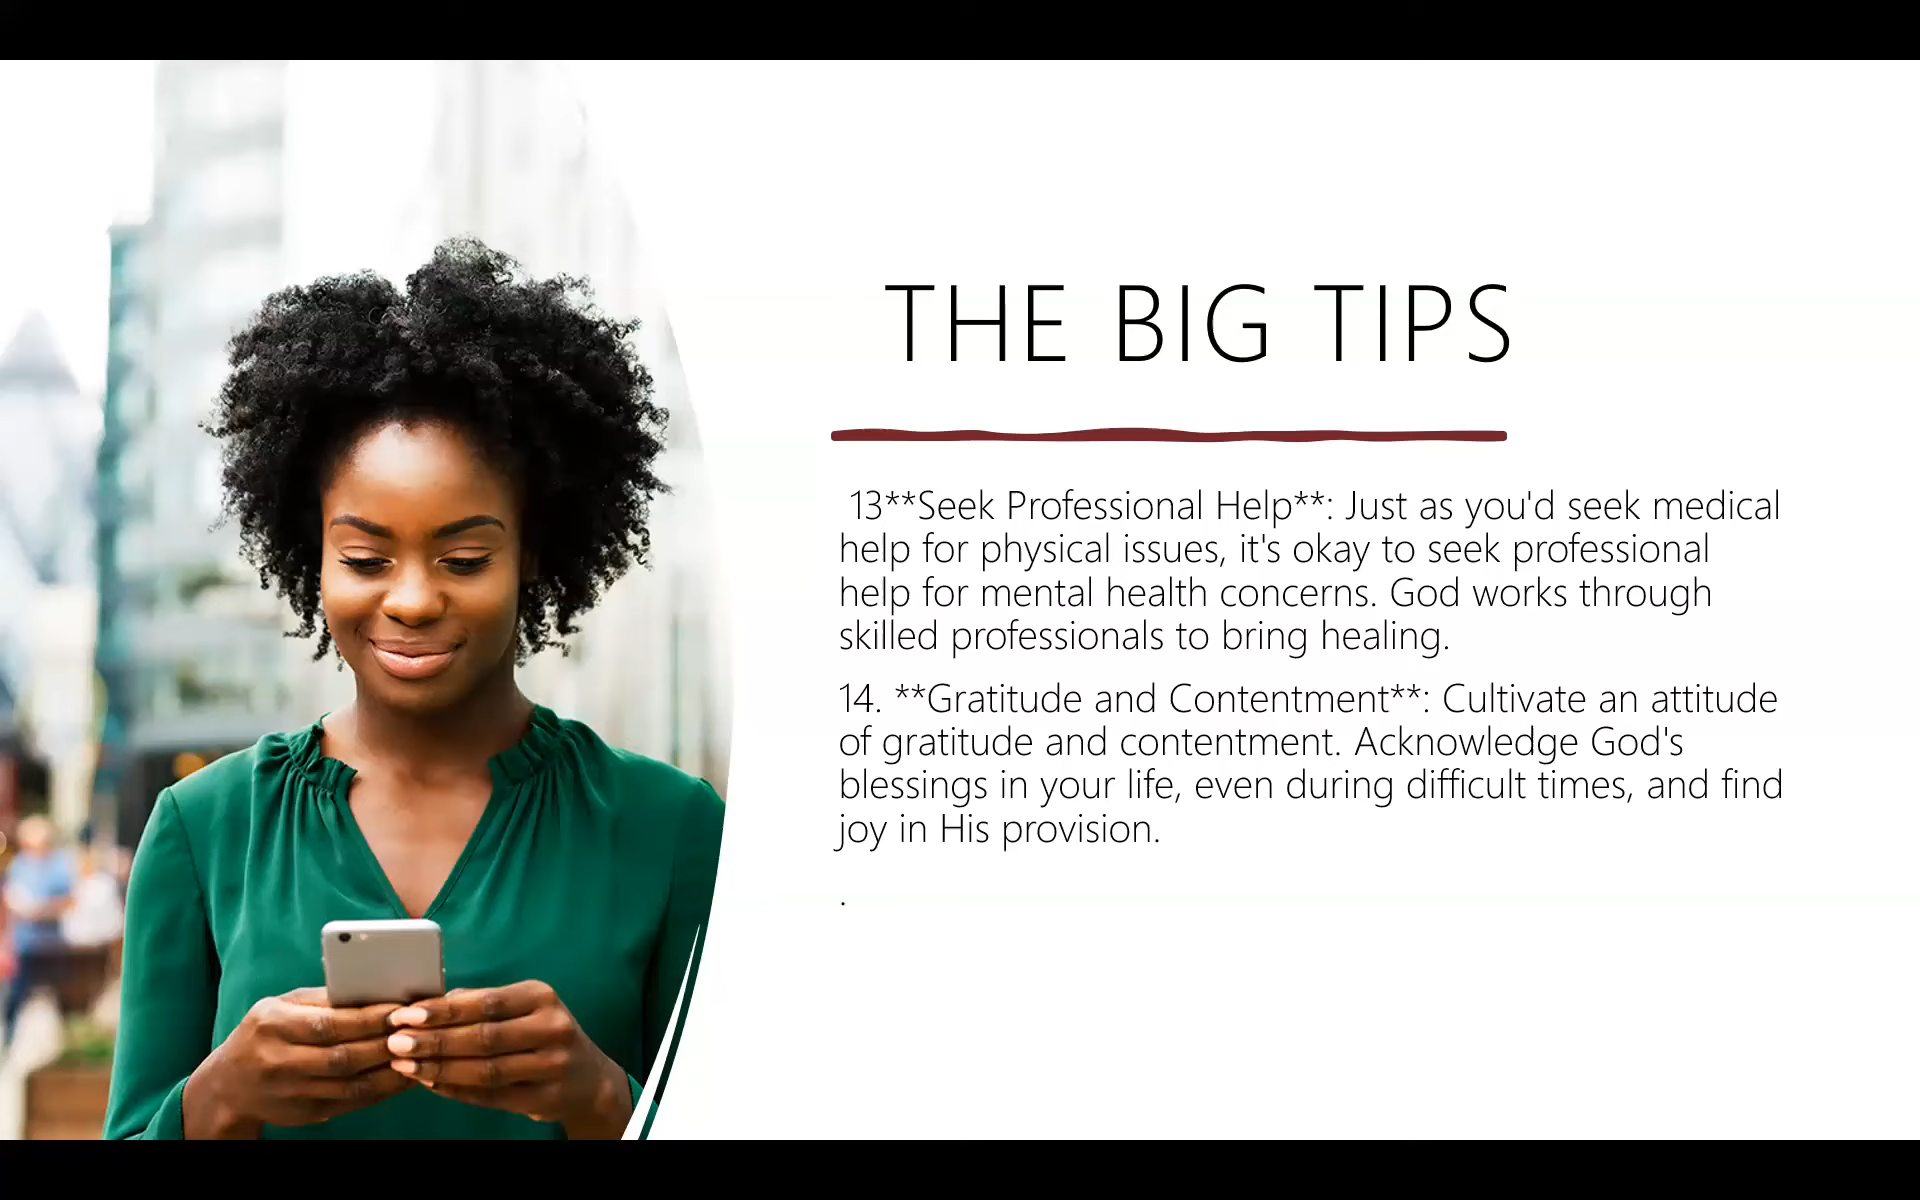 THE BIG TIPS
13**Seek Professional Help**: Just as you'd seek medical
help for physical issues, it's okay to seek professional
help for mental health concerns. God works through
skilled professionals to bring healing.
14. **Gratitude and Contentment**: Cultivate an attitude
of gratitude and contentment. Acknowledge God's
blessings in your life, even during difficult times, and find
joy in His provision.
.